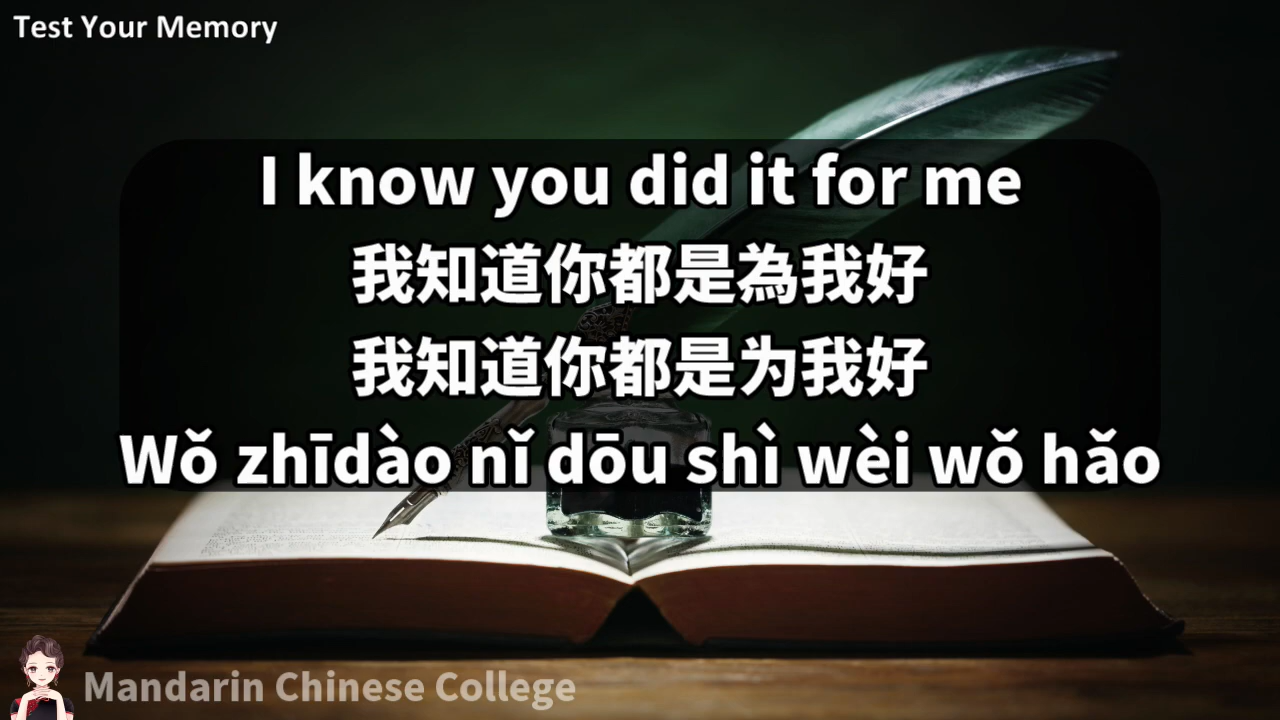 Test Your Memory
I know you did it for me
我知道你都是為我好
我知道你都是为我好
Wǒ zhīdào nǐ dōu shì wèi wǒ hǎo
Mandarin Chinese College